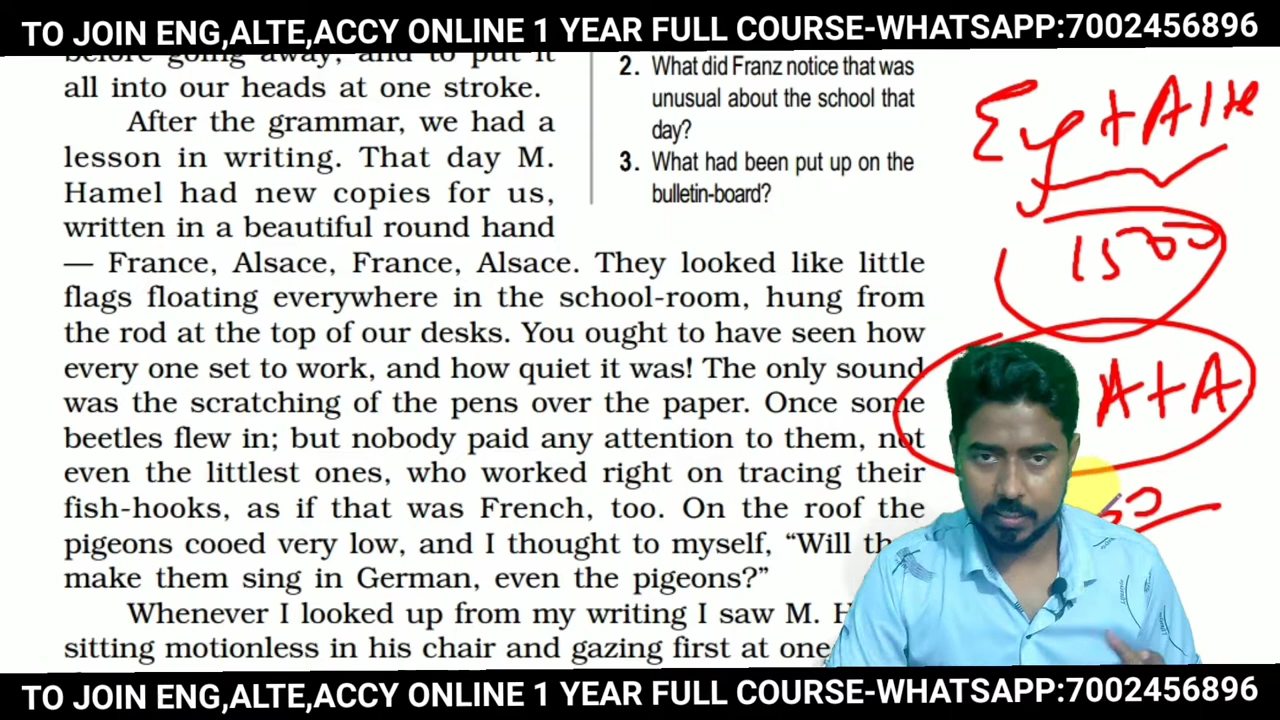 TO JOIN ENG,ALTE,ACCY ONLINE 1 YEAR FULL COURSE-WHATSAPP:7002456896
before going away, and to put it
all into our heads at one stroke.
After the grammar, we had a
lesson in writing. That day M.
Hamel had new copies for us,
written in a beautiful round hand
— France, Alsace, France, Alsace. They looked like little
flags floating everywhere in the school-room, hung from
the rod at the top of our desks. You ought to have seen how
every one set to work, and how quiet it was! The only sound
was the scratching of the pens over the paper. Once some
beetles flew in; but nobody paid any attention to them, not
even the littlest ones, who worked right on tracing their
fish-hooks, as if that was French, too. On the roof the
pigeons cooed very low, and I thought to myself, “Will
make them sing in German, even the pigeons?”
Whenever I looked up from my writing I saw M.
sitting motionless in his chair and gazing first at one
2. What did Franz notice that was
unusual about the school that
day?
3. What had been put up on the
bulletin-board?
+ Alte
1500
A+A
TO JOIN ENG,ALTE,ACCY ONLINE 1 YEAR FULL COURSE-WHATSAPP:7002456896